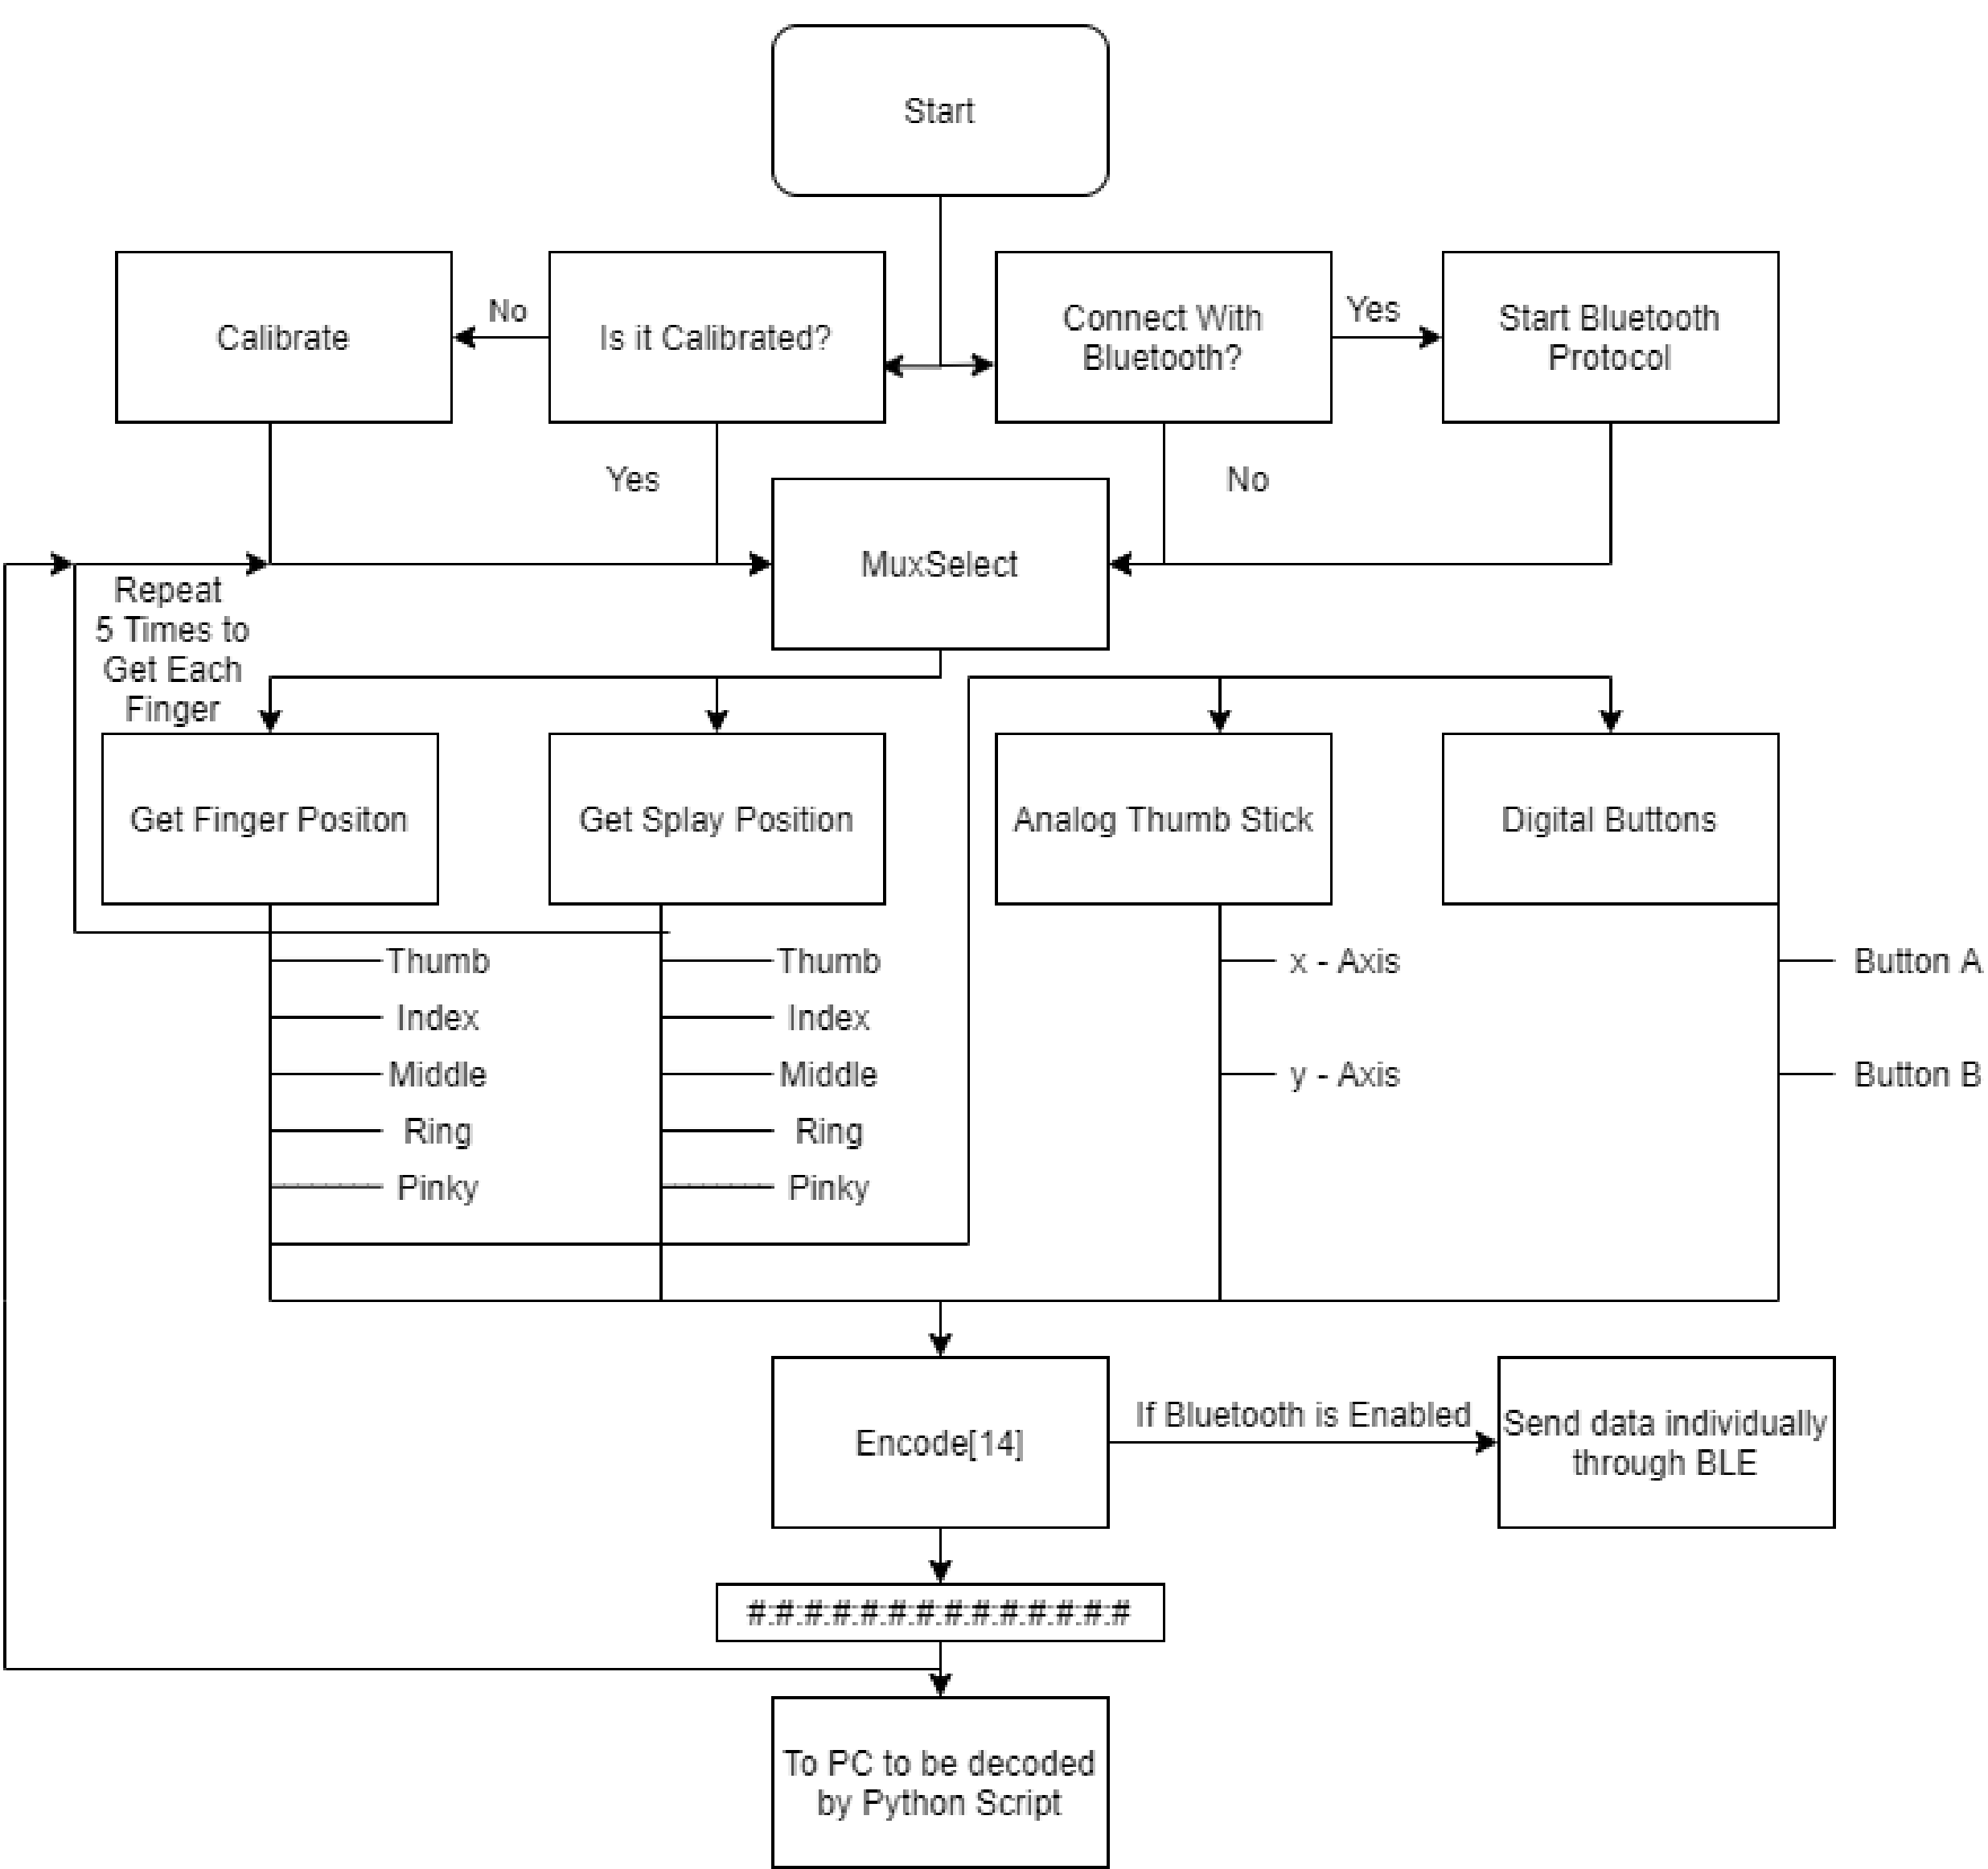 Start
Calibrate
No
Is it Calibrated?
Connect With
Bluetooth?
Yes
Start Bluetooth
Protocol
Yes
No
MuxSelect
Repeat
5 Times to
Get Each
Finger
Get Finger Positon
Get Splay Position
Analog Thumb Stick
Digital Buttons
Thumb
Index
Middle
Ring
Pinky
Thumb
Index
Middle
Ring
Pinky
x - Axis
y - Axis
Button A
Button B
Encode[14]
If Bluetooth is Enabled
Send data individually
through BLE
#:#:#:#:#:#:#:#:#:#:#:#:#:#
To PC to be decoded
by Python Script